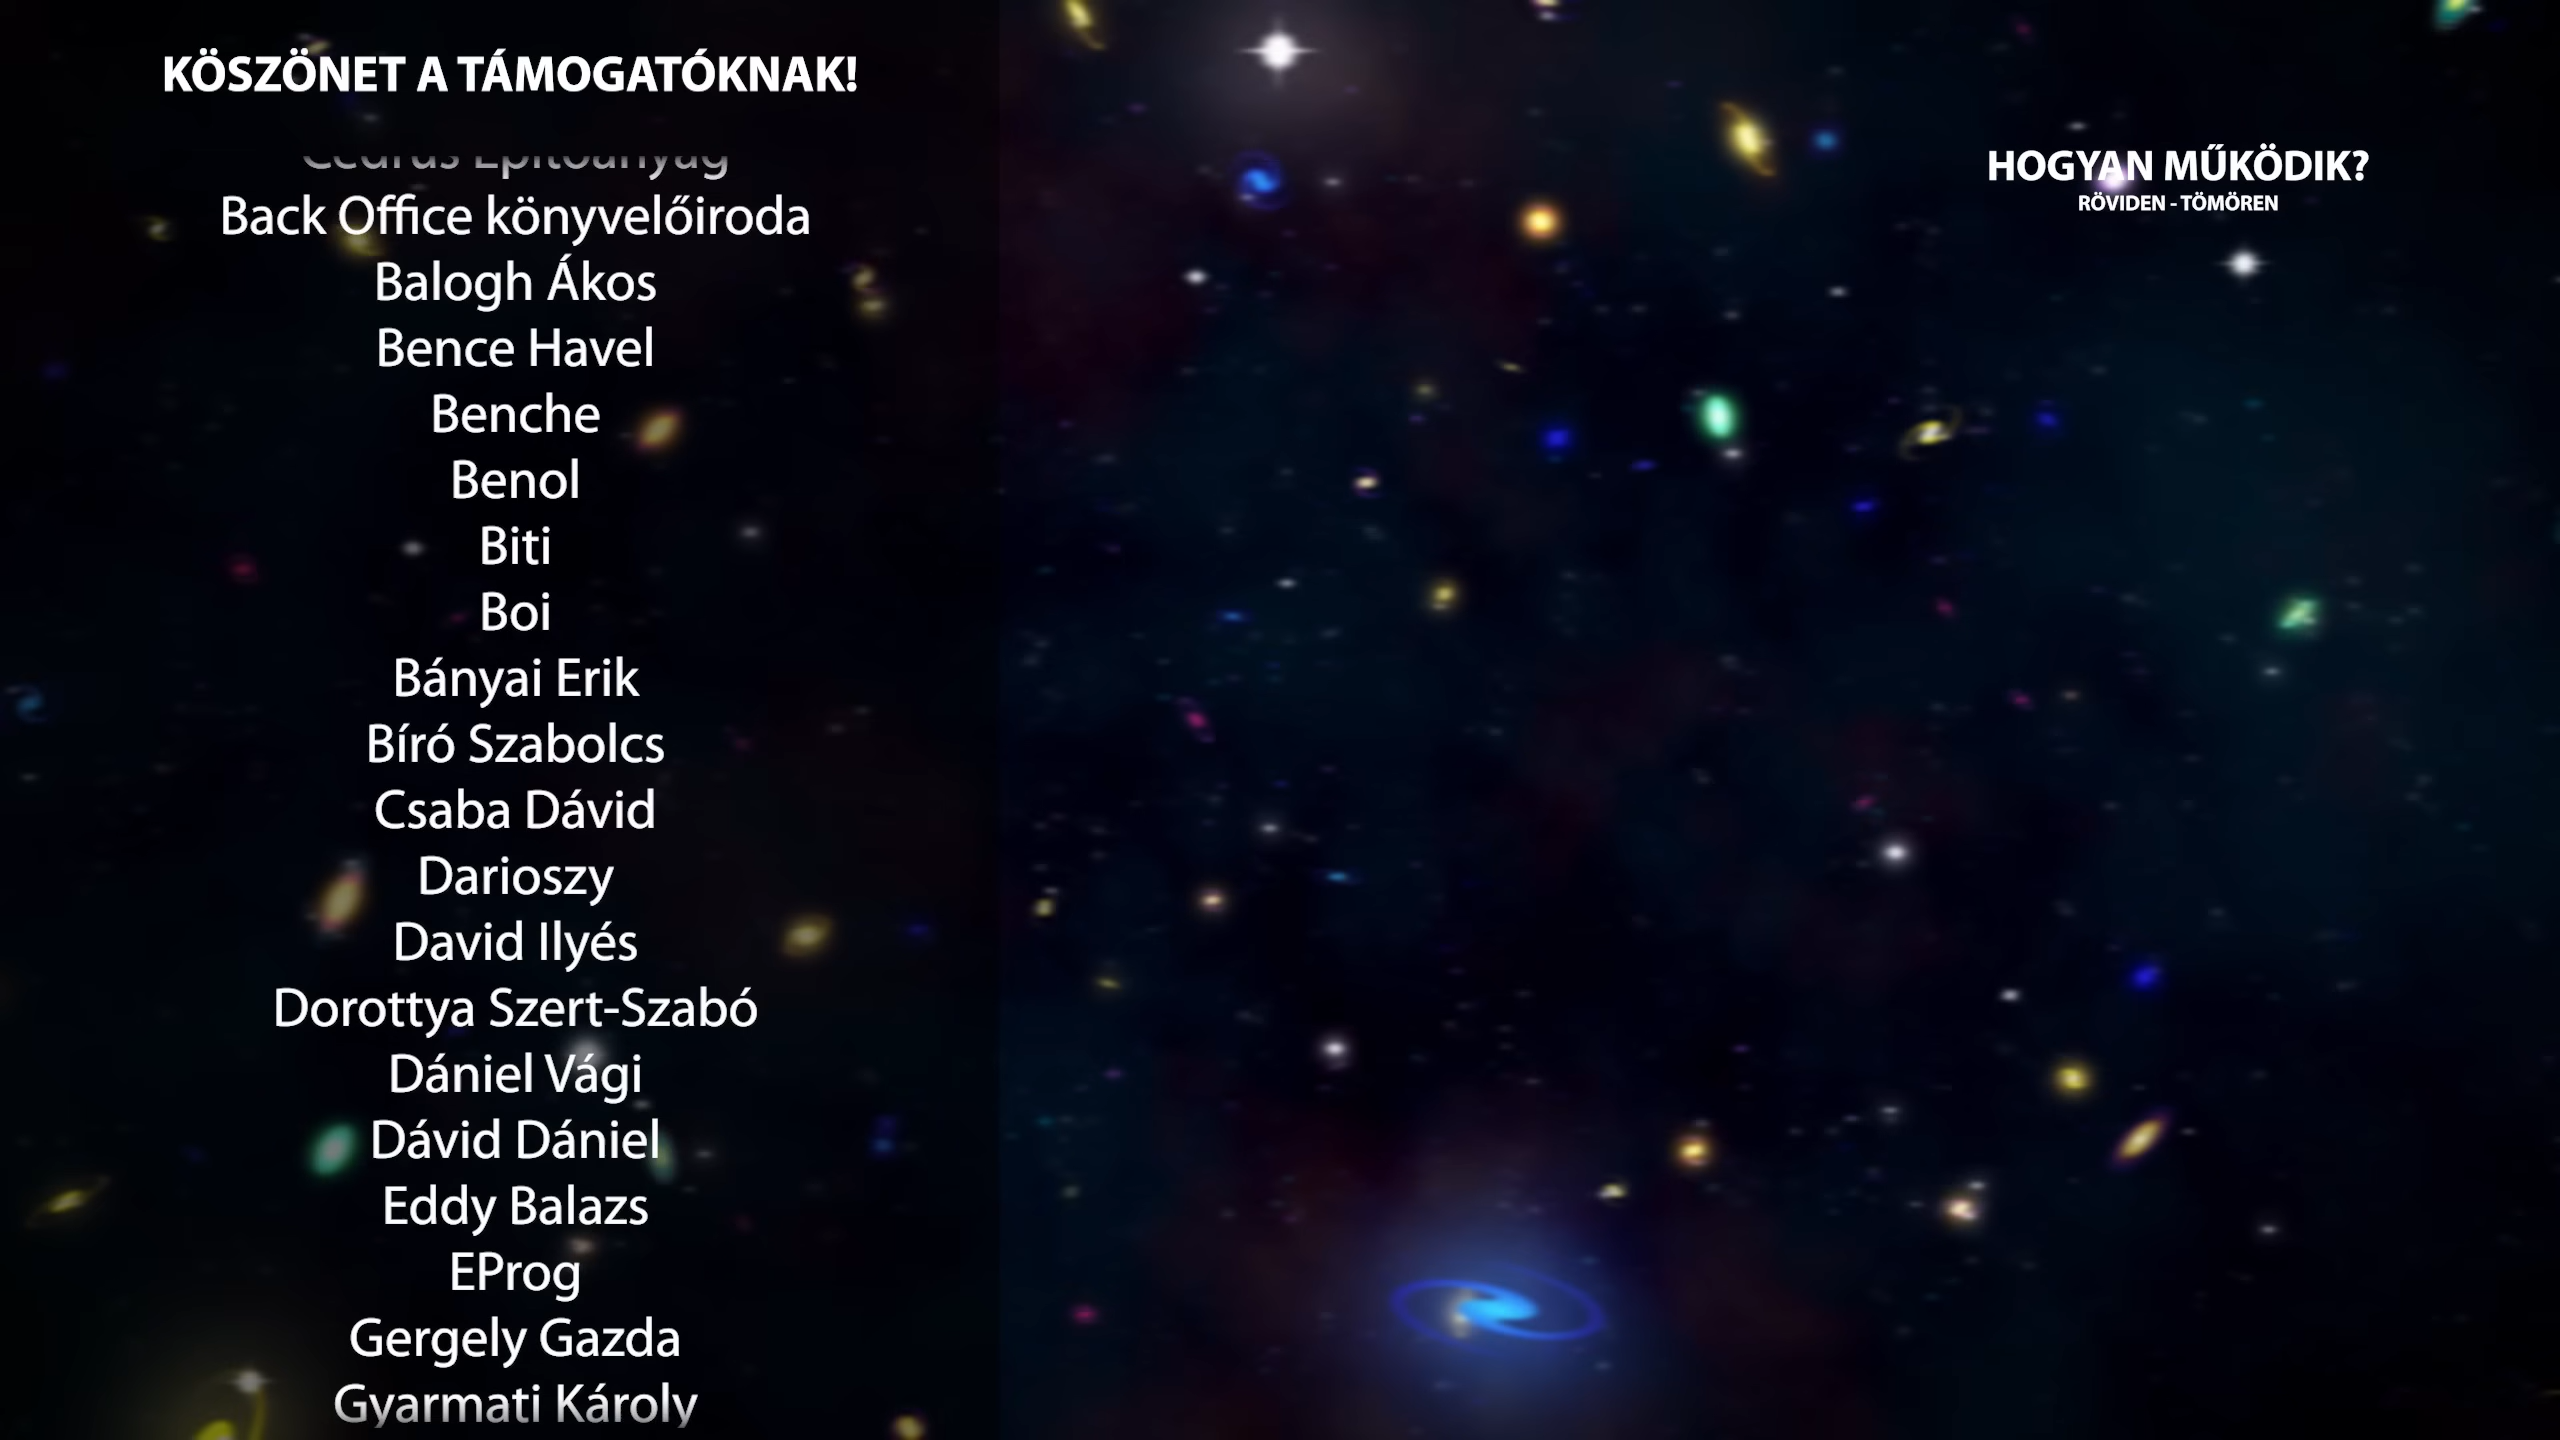 KÖSZÖNET A TÁMOGATÓKNAK!
Cedrus Építőanyag
Back Office könyvelőiroda
Balogh Ákos
Bence Havel
Benche
Benol
Biti
Boi
Bányai Erik
Bíró Szabolcs
Csaba Dávid
Darioszy
David Ilyés
Dorottya Szert-Szabó
Dániel Vági
Dávid Dániel
Eddy Balazs
EProg
Gergely Gazda
Gyarmati Károly
HOGYAN MŰKÖDIK?
RÖVIDEN - TÖMÖREN